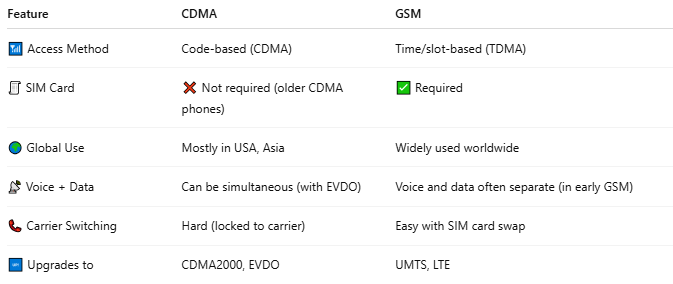 Feature CDMA GSM
Access Method Code-based (CDMA) Time/slot-based (TDMA)
SIM Card Not required (older CDMA phones) Required
Global Use Mostly in USA, Asia Widely used worldwide
Voice + Data Can be simultaneous (with EVDO) Voice and data often separate (in early GSM)
Carrier Switching Hard (locked to carrier) Easy with SIM card swap
Upgrades to CDMA2000, EVDO UMTS, LTE